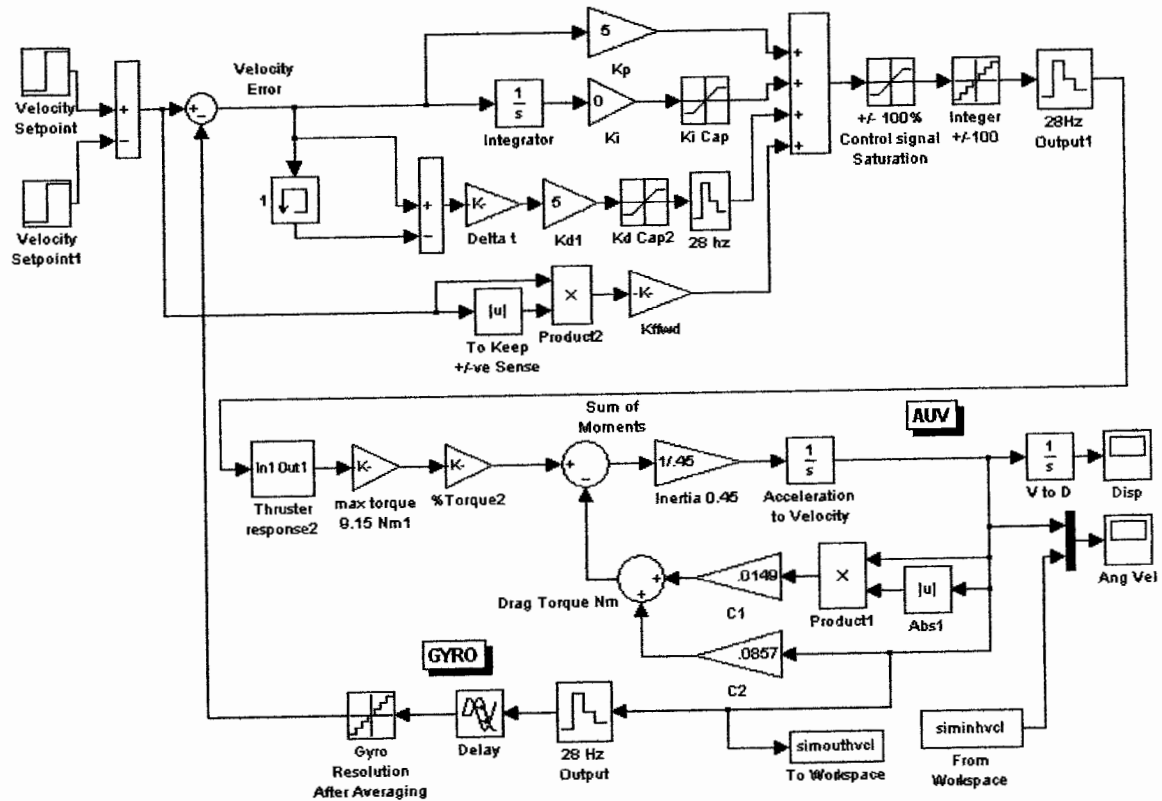 Velocity
Setpoint
Velocity
Setpoint1
+
−
+
−
Velocity
Error
5
Kp
1
s
Integrator
0
Ki
Ki Cap
1
+
−
K-
Delta t
5
Kd1
Kd Cap2
28 hz
|u|
To Keep
+/-ve Sense
×
Product2
-K-
Kffwd
+
+
+
+
+/- 100%
Control signal
Saturation
Integer
+/-100
28Hz
Output1
In1 Out1
Thruster
response2
K-
max torque
9.15 Nm1
K-
%Torque2
Sum of
Moments
+
−
1/.45
Inertia 0.45
1
s
Acceleration
to Velocity
AUV
1
s
V to D
Disp
Ang Vel
Drag Torque Nm
+
+
.0149
C1
×
Product1
|u|
Abs1
.0857
C2
GYRO
Gyro
Resolution
After Averaging
Delay
28 Hz
Output
simouthvcl
To Workspace
siminhvcl
From
Workspace